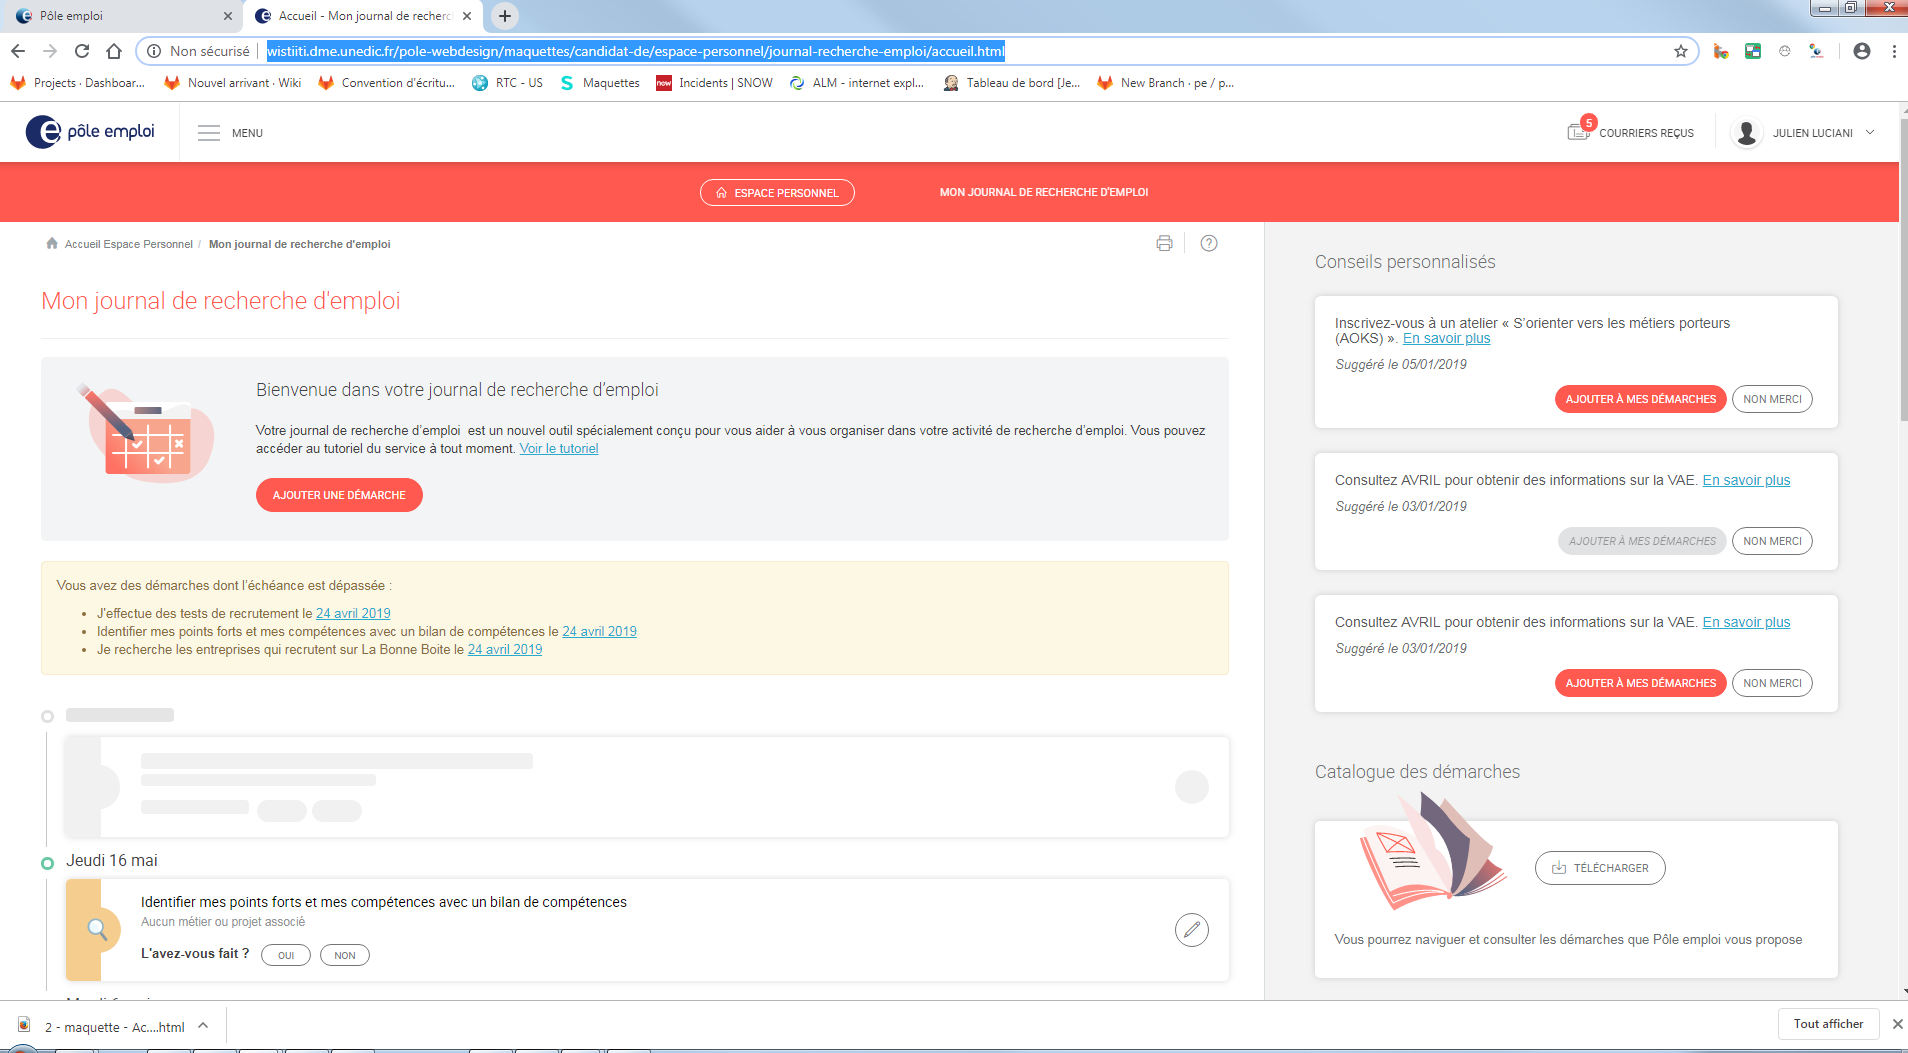 Pôle emploi
Accueil - Mon journal de recherc
Non sécurisé
wistiiti.dme.unedic.fr/pole-webdesign/maquettes/candidat-de/espace-personnel/journal-recherche-emploi/accueil.html
Projects · Dashboar...
Nouvel arrivant · Wiki
Convention d'écritu...
RTC - US
Maquettes
now
Incidents | SNOW
ALM - internet expl...
Tableau de bord [Je...
New Branch · pe / p...
pôle emploi
MENU
5
COURRIERS REÇUS
JULIEN LUCIANI
ESPACE PERSONNEL
MON JOURNAL DE RECHERCHE D'EMPLOI
Accueil Espace Personnel / Mon journal de recherche d'emploi
Mon journal de recherche d'emploi
Bienvenue dans votre journal de recherche d’emploi
Votre journal de recherche d’emploi est un nouvel outil spécialement conçu pour vous aider à vous organiser dans votre activité de recherche d’emploi. Vous pouvez
accéder au tutoriel du service à tout moment. Voir le tutoriel
AJOUTER UNE DÉMARCHE
Vous avez des démarches dont l’échéance est dépassée :
• J'effectue des tests de recrutement le 24 avril 2019
• Identifier mes points forts et mes compétences avec un bilan de compétences le 24 avril 2019
• Je recherche les entreprises qui recrutent sur La Bonne Boite le 24 avril 2019
Jeudi 16 mai
Identifier mes points forts et mes compétences avec un bilan de compétences
Aucun métier ou projet associé
L'avez-vous fait ?
OUI
NON
Conseils personnalisés
Inscrivez-vous à un atelier « S’orienter vers les métiers porteurs
(AOKS) ». En savoir plus
Suggéré le 05/01/2019
AJOUTER À MES DÉMARCHES
NON MERCI
Consultez AVRIL pour obtenir des informations sur la VAE. En savoir plus
Suggéré le 03/01/2019
AJOUTER À MES DÉMARCHES
NON MERCI
Consultez AVRIL pour obtenir des informations sur la VAE. En savoir plus
Suggéré le 03/01/2019
AJOUTER À MES DÉMARCHES
NON MERCI
Catalogue des démarches
TÉLÉCHARGER
Vous pourrez naviguer et consulter les démarches que Pôle emploi vous propose
2 - maquette - Ac....html
Tout afficher